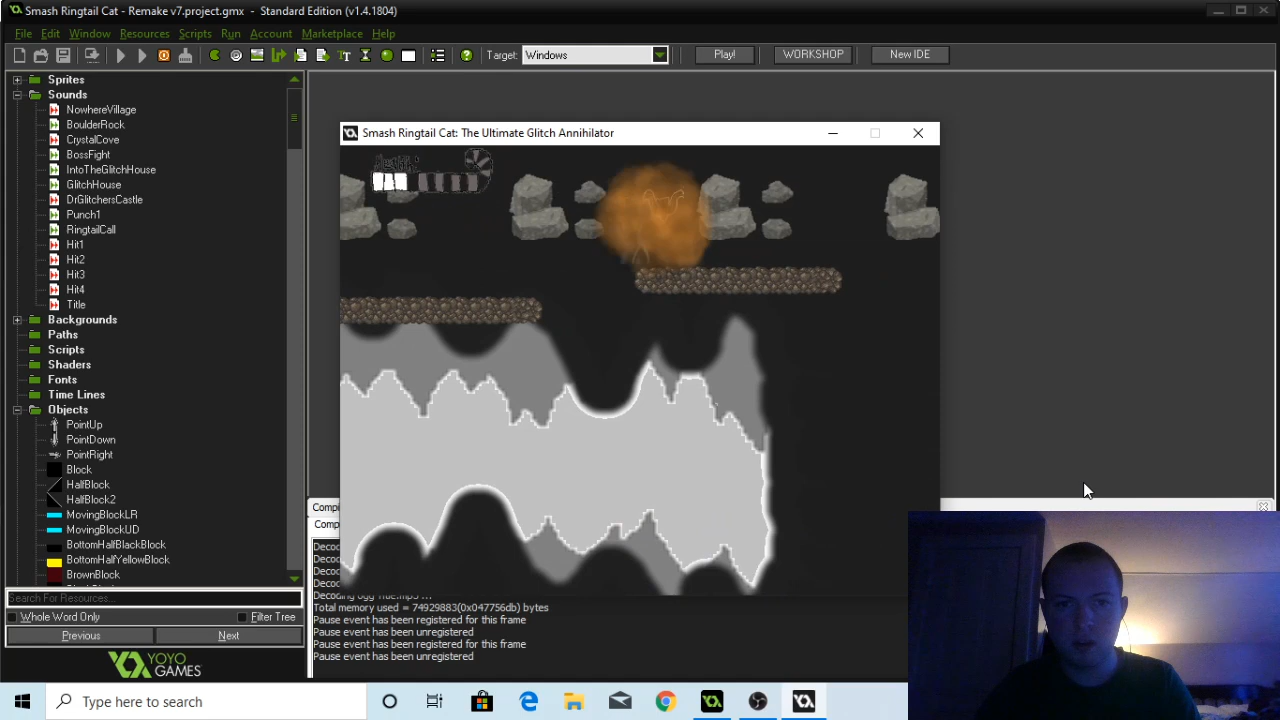 Smash Ringtail Cat - Remake v7.project.gmx - Standard Edition (v1.4.1804)
File Edit Window Resources Scripts Run Account Marketplace Help
Target: Windows Play! WORKSHOP New IDE
Sprites
Sounds
NowhereVillage
BoulderRock
CrystalCove
BossFight
IntoTheGlitchHouse
GlitchHouse
DrGlitchersCastle
Punch1
RingtailCall
Hit1
Hit2
Hit3
Hit4
Title
Backgrounds
Paths
Scripts
Shaders
Fonts
Time Lines
Objects
PointUp
PointDown
PointRight
Block
HalfBlock
HalfBlock2
MovingBlockLR
MovingBlockUD
BottomHalfBlackBlock
BottomHalfYellowBlock
BrownBlock
Search For Resources...
Whole Word Only Filter Tree
Previous Next
YOYO
GAMES
Smash Ringtail Cat: The Ultimate Glitch Annihilator
Total memory used = 74929883(0x047756db) bytes
Pause event has been registered for this frame
Pause event has been unregistered
Pause event has been registered for this frame
Pause event has been unregistered
Type here to search